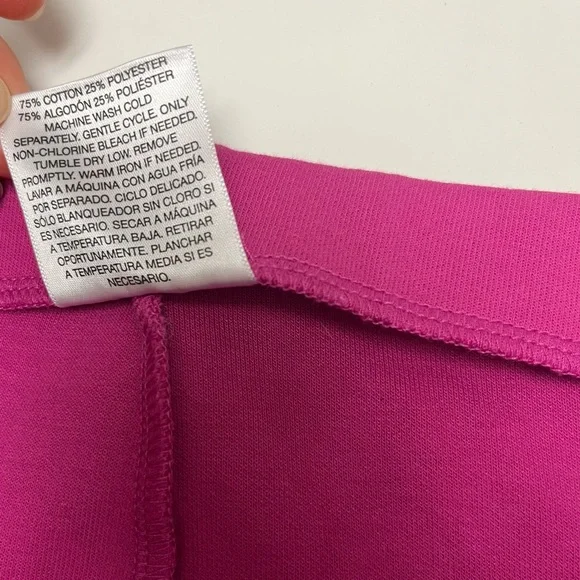 75% COTTON 25% POLYESTER
75% ALGODÓN 25% POLIÉSTER
MACHINE WASH COLD
SEPARATELY. GENTLE CYCLE. ONLY
NON-CHLORINE BLEACH IF NEEDED.
TUMBLE DRY LOW. REMOVE
PROMPTLY. WARM IRON IF NEEDED.
LAVAR A MÁQUINA CON AGUA FRÍA
POR SEPARADO. CICLO DELICADO.
SÓLO BLANQUEADOR SIN CLORO SI
ES NECESARIO. SECAR A MÁQUINA
A TEMPERATURA BAJA. RETIRAR
OPORTUNAMENTE. PLANCHAR
A TEMPERATURA MEDIA SI ES
NECESARIO.